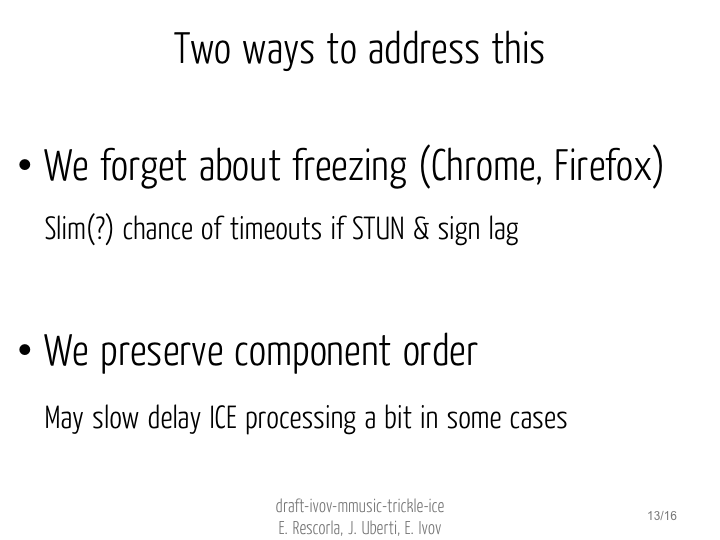 Two ways to address this
• We forget about freezing (Chrome, Firefox)
Slim(?) chance of timeouts if STUN & sign lag
• We preserve component order
May slow delay ICE processing a bit in some cases
draft-ivov-mmusic-trickle-ice
E. Rescorla, J. Uberti, E. Ivov
13/16